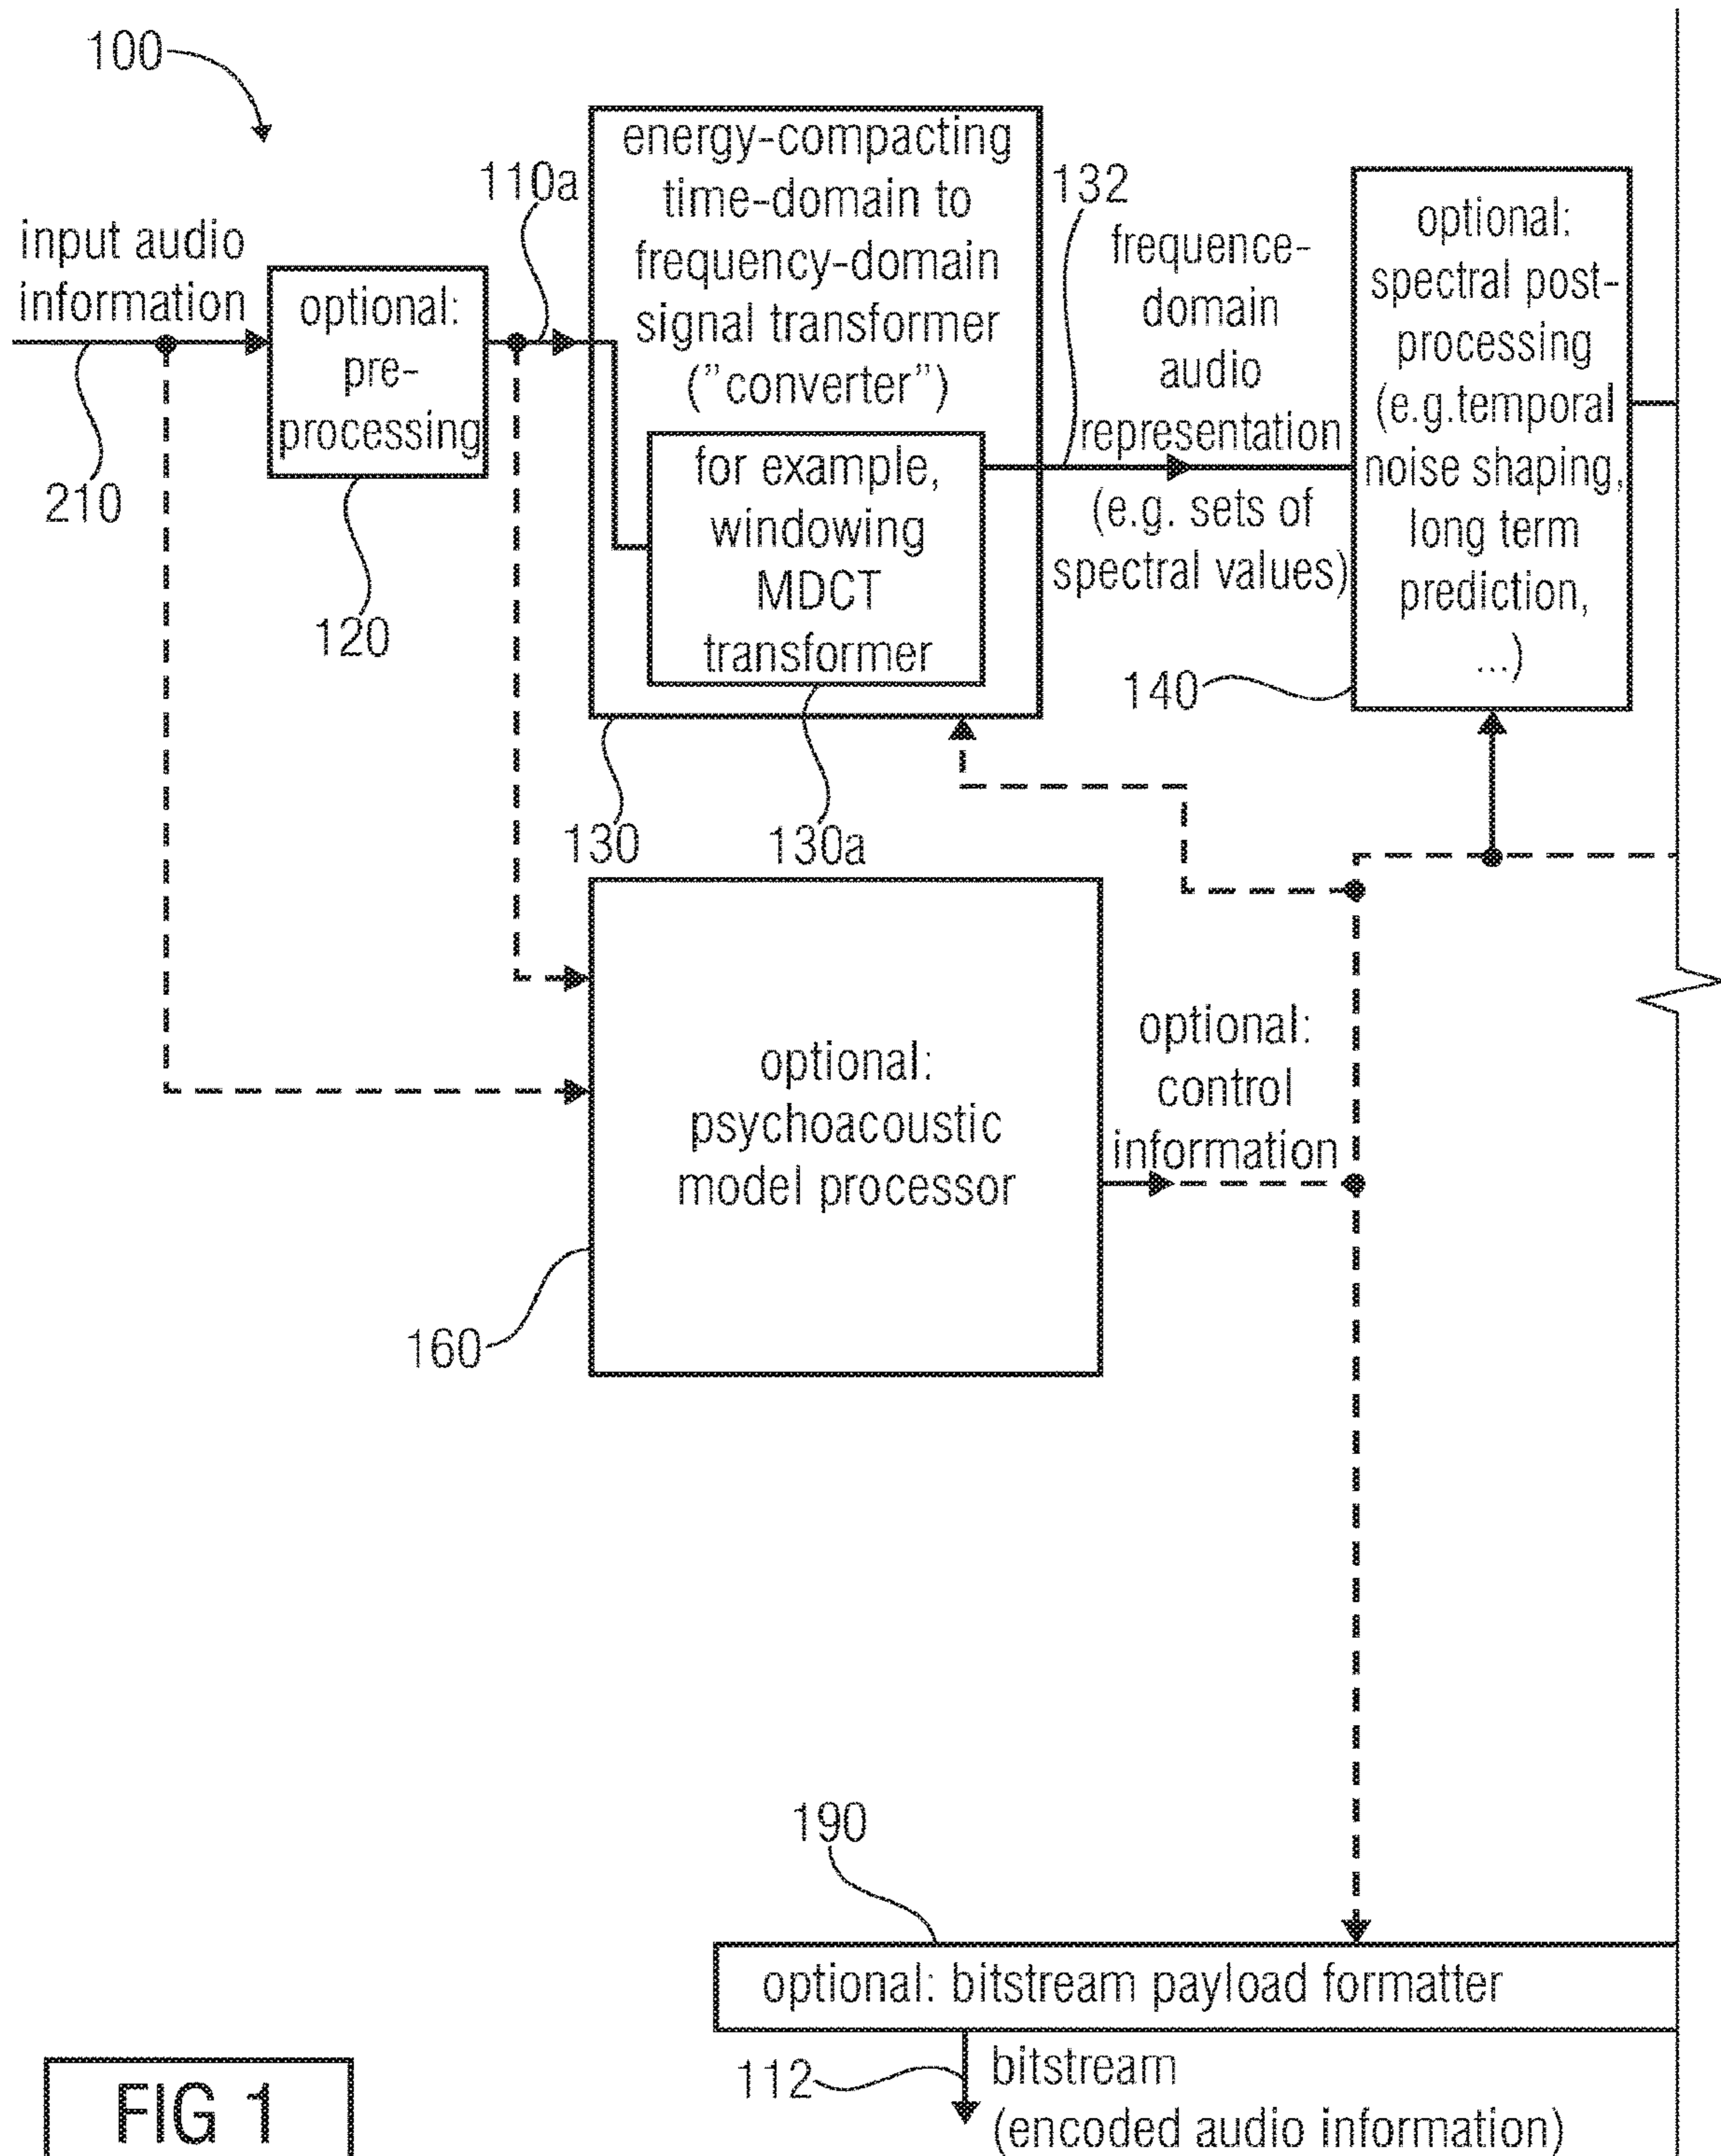 100
input audio
information
210
optional:
pre-
processing
120
110a
energy-compacting
time-domain to
frequency-domain
signal transformer
("converter")
for example,
windowing
MDCT
transformer
130
130a
132
frequence-
domain
audio
representation
(e.g. sets of
spectral values)
optional:
spectral post-
processing
(e.g.temporal
noise shaping,
long term
prediction,
...)
140
optional:
psychoacoustic
model processor
160
optional:
control
information
190
optional: bitstream payload formatter
112
bitstream
(encoded audio information)
FIG 1